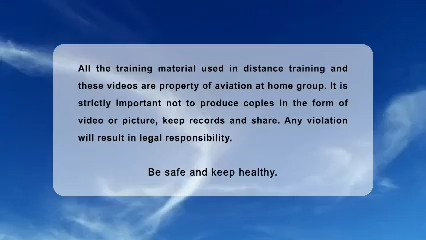 All the training material used in distance training and
these videos are property of aviation at home group. It is
strictly important not to produce copies in the form of
video or picture, keep records and share. Any violation
will result in legal responsibility.
Be safe and keep healthy.